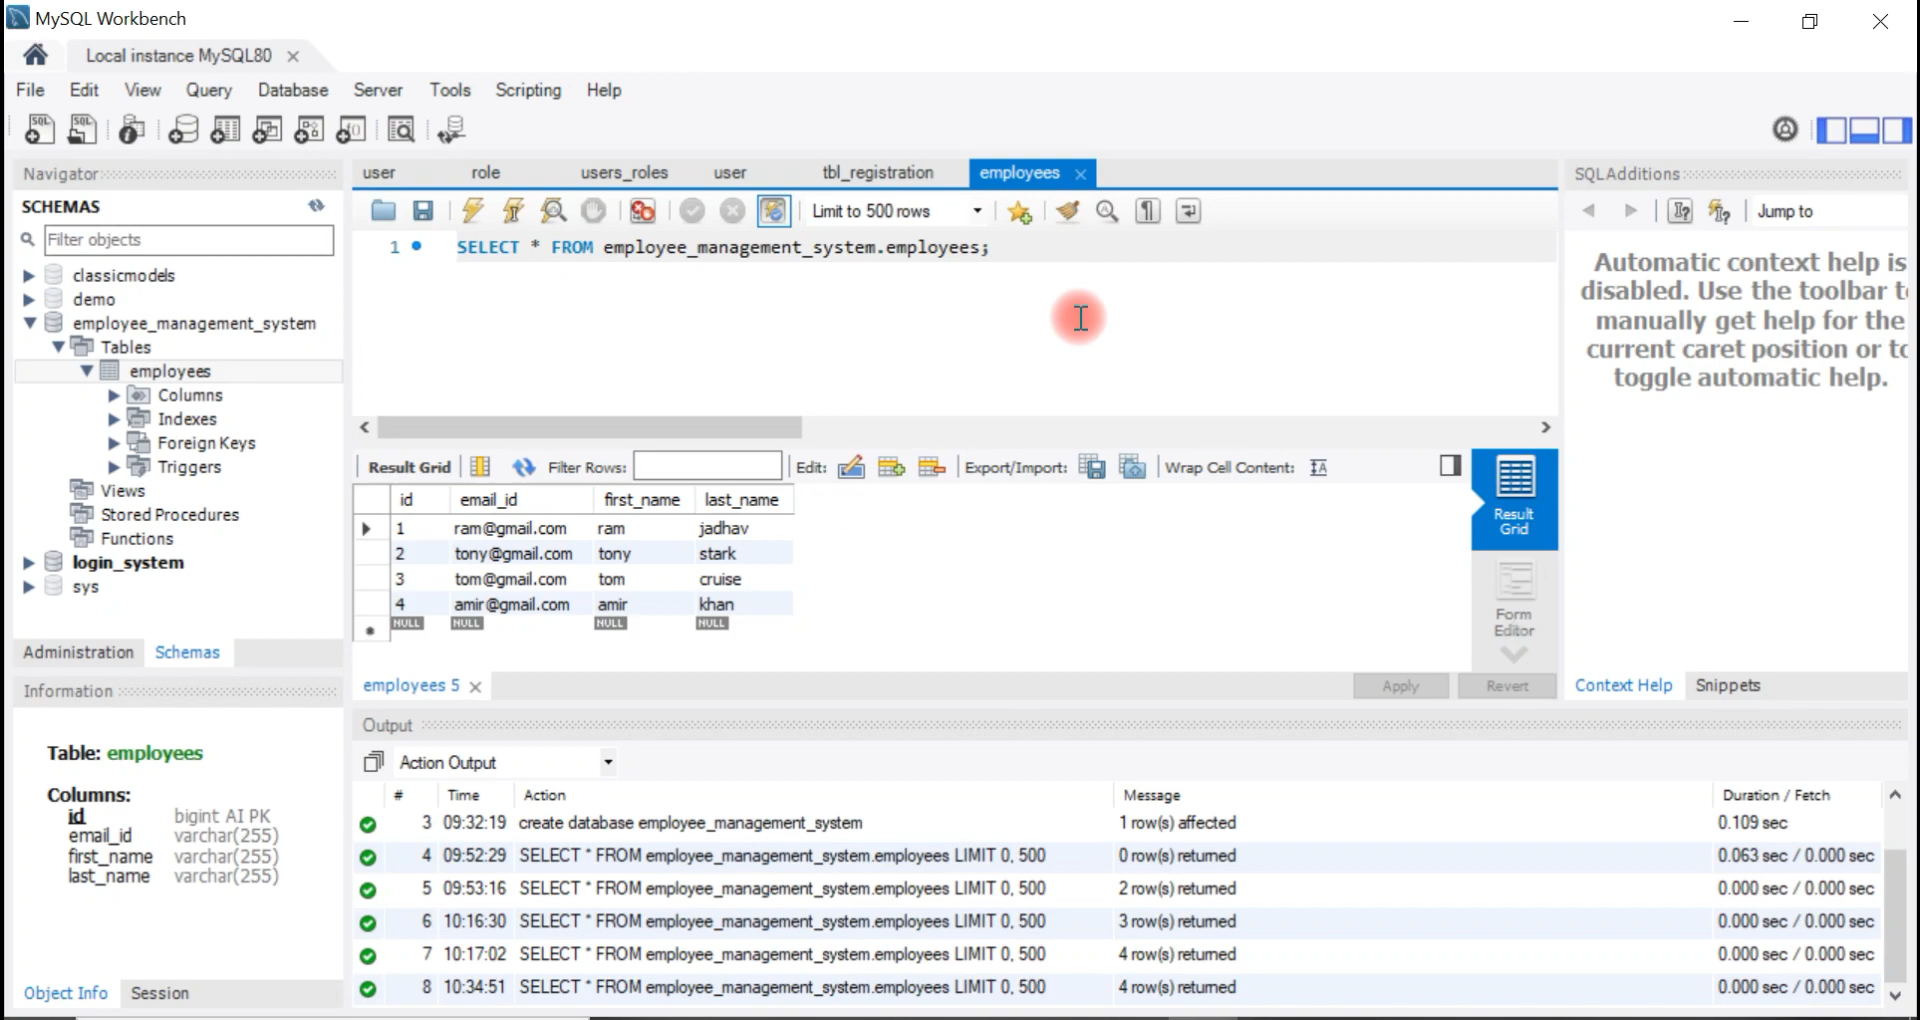 MySQL Workbench
Local instance MySQL80
File Edit View Query Database Server Tools Scripting Help
Navigator
SCHEMAS
Filter objects
classicmodels
demo
employee_management_system
Tables
employees
Columns
Indexes
Foreign Keys
Triggers
Views
Stored Procedures
Functions
login_system
sys
Administration Schemas
Information
Table: employees
Columns:
id bigint AI PK
email_id varchar(255)
first_name varchar(255)
last_name varchar(255)
Object Info Session
user role users_roles user tbl_registration employees
Limit to 500 rows
1 SELECT * FROM employee_management_system.employees;
Result Grid Filter Rows: Edit: Export/Import: Wrap Cell Content:
id email_id first_name last_name
1 ram@gmail.com ram jadhav
2 tony@gmail.com tony stark
3 tom@gmail.com tom cruise
4 amir@gmail.com amir khan
NULL NULL NULL NULL
Result
Grid
Form
Editor
employees 5 Apply Revert
SQLAdditions
Jump to
Automatic context help is
disabled. Use the toolbar to
manually get help for the
current caret position or to
toggle automatic help.
Context Help Snippets
Output
Action Output
# Time Action Message Duration / Fetch
3 09:32:19 create database employee_management_system 1 row(s) affected 0.109 sec
4 09:52:29 SELECT * FROM employee_management_system.employees LIMIT 0, 500 0 row(s) returned 0.063 sec / 0.000 sec
5 09:53:16 SELECT * FROM employee_management_system.employees LIMIT 0, 500 2 row(s) returned 0.000 sec / 0.000 sec
6 10:16:30 SELECT * FROM employee_management_system.employees LIMIT 0, 500 3 row(s) returned 0.000 sec / 0.000 sec
7 10:17:02 SELECT * FROM employee_management_system.employees LIMIT 0, 500 4 row(s) returned 0.000 sec / 0.000 sec
8 10:34:51 SELECT * FROM employee_management_system.employees LIMIT 0, 500 4 row(s) returned 0.000 sec / 0.000 sec